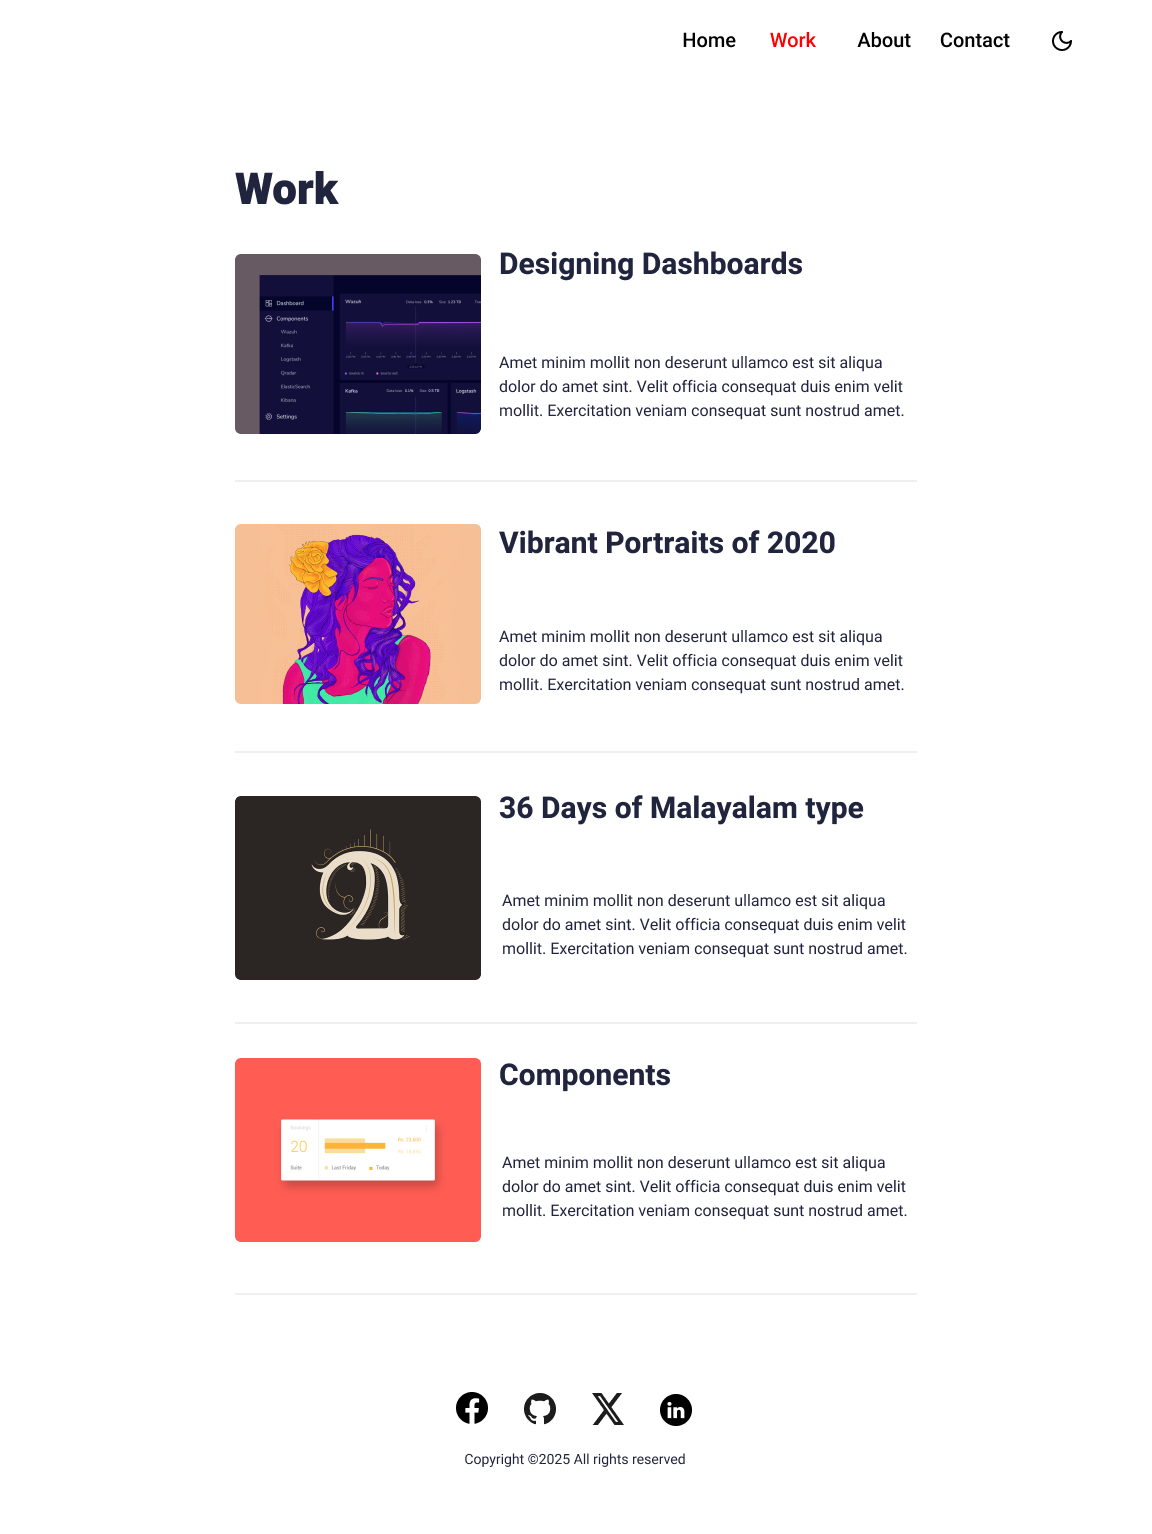 Home Work About Contact
Work
Designing Dashboards
Dashboard
Components
Wazuh
Kafka
Logstash
Qradar
ElasticSearch
Kibana
Settings
Wazuh
Kafka
Logstash
Amet minim mollit non deserunt ullamco est sit aliqua
dolor do amet sint. Velit officia consequat duis enim velit
mollit. Exercitation veniam consequat sunt nostrud amet.
Vibrant Portraits of 2020
Amet minim mollit non deserunt ullamco est sit aliqua
dolor do amet sint. Velit officia consequat duis enim velit
mollit. Exercitation veniam consequat sunt nostrud amet.
36 Days of Malayalam type
Amet minim mollit non deserunt ullamco est sit aliqua
dolor do amet sint. Velit officia consequat duis enim velit
mollit. Exercitation veniam consequat sunt nostrud amet.
Components
Bookings
20
Suite
Last Friday Today
Amet minim mollit non deserunt ullamco est sit aliqua
dolor do amet sint. Velit officia consequat duis enim velit
mollit. Exercitation veniam consequat sunt nostrud amet.
Copyright ©2025 All rights reserved